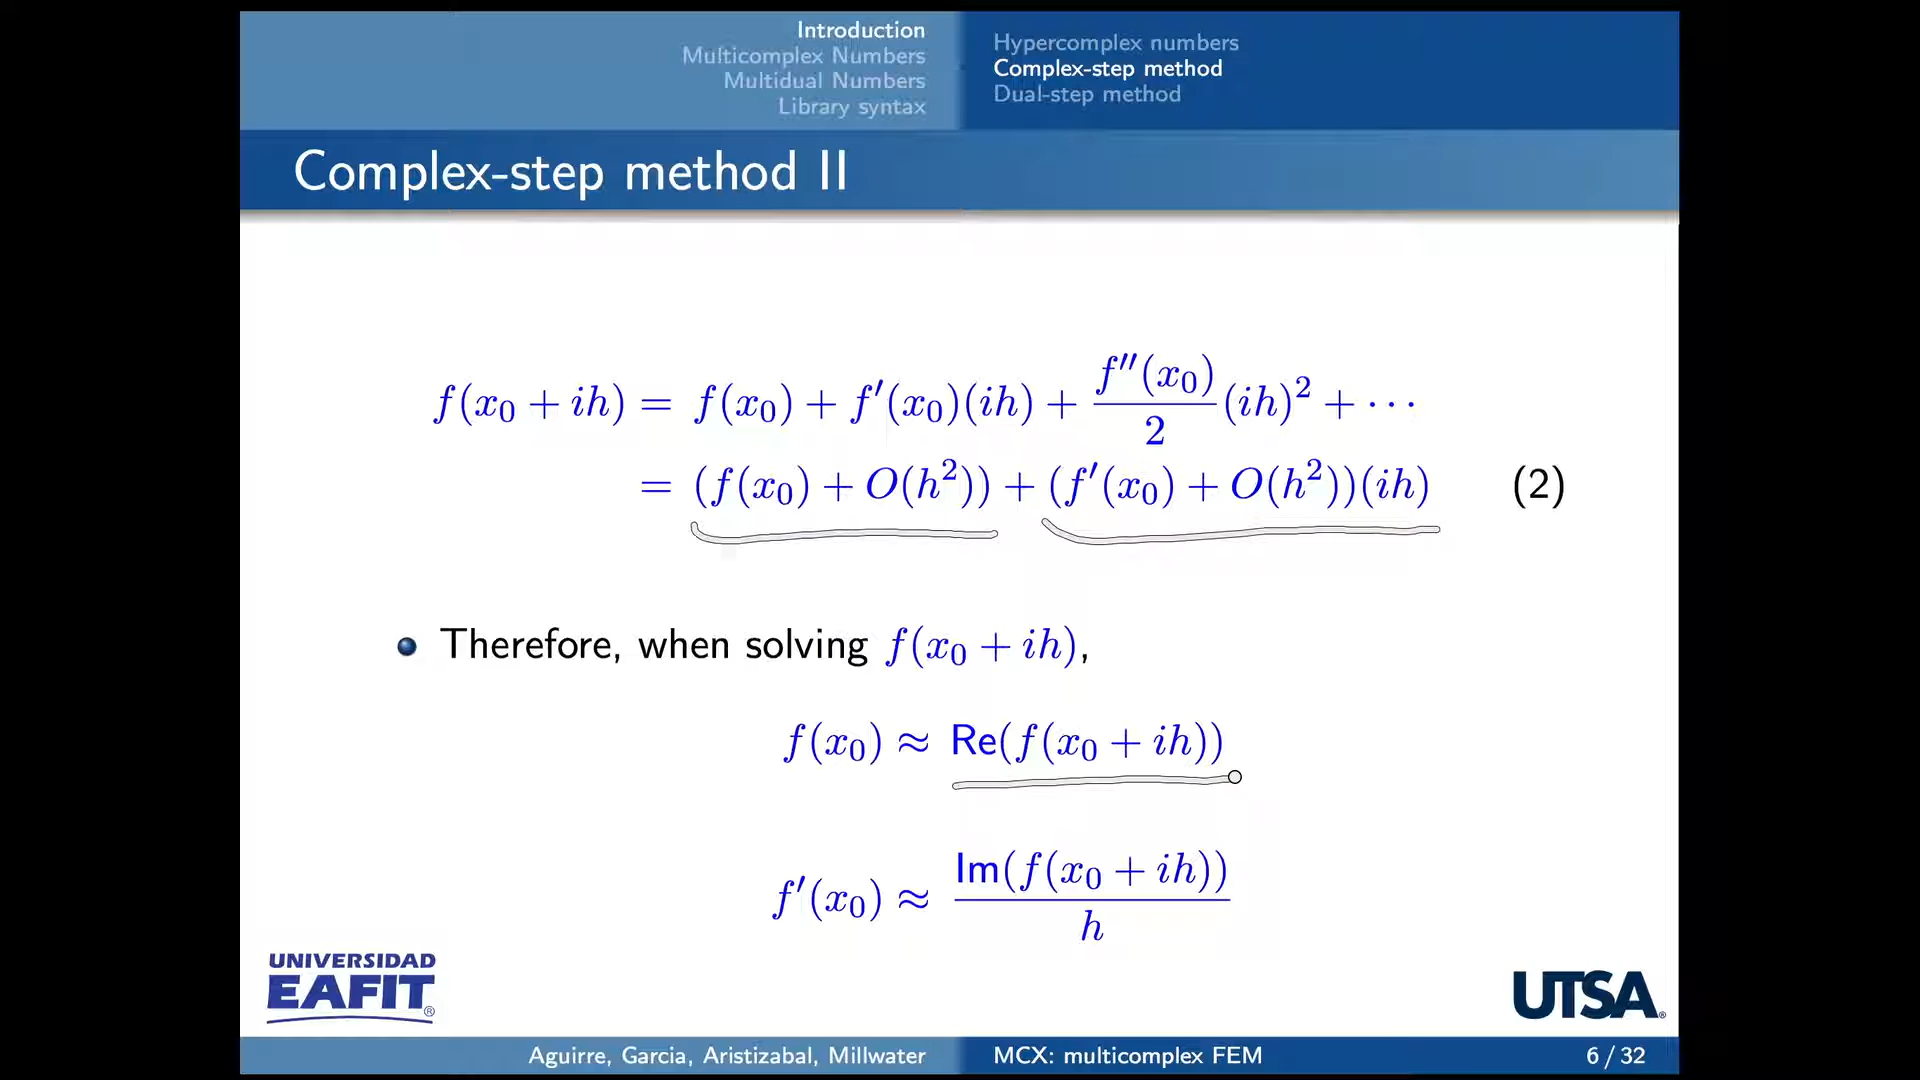 Introduction
Multicomplex Numbers
Multidual Numbers
Library syntax
Hypercomplex numbers
Complex-step method
Dual-step method
Complex-step method II
f(x₀ + ih) = f(x₀) + f′(x₀)(ih) + f″(x₀)/2 (ih)² + ···
= (f(x₀) + O(h²)) + (f′(x₀) + O(h²))(ih) (2)
Therefore, when solving f(x₀ + ih),
f(x₀) ≈ Re(f(x₀ + ih))
f′(x₀) ≈ Im(f(x₀ + ih))/h
UNIVERSIDAD
EAFIT®
UTSA®
Aguirre, Garcia, Aristizabal, Millwater
MCX: multicomplex FEM
6 / 32